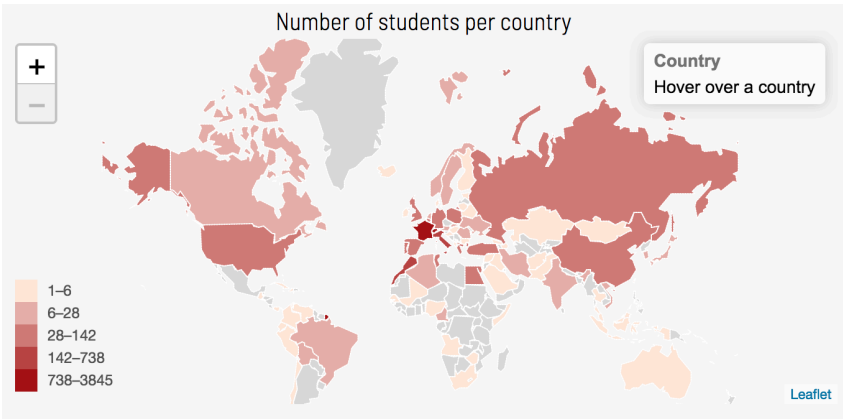 Number of students per country
+
−
Country
Hover over a country
1–6
6–28
28–142
142–738
738–3845
Leaflet